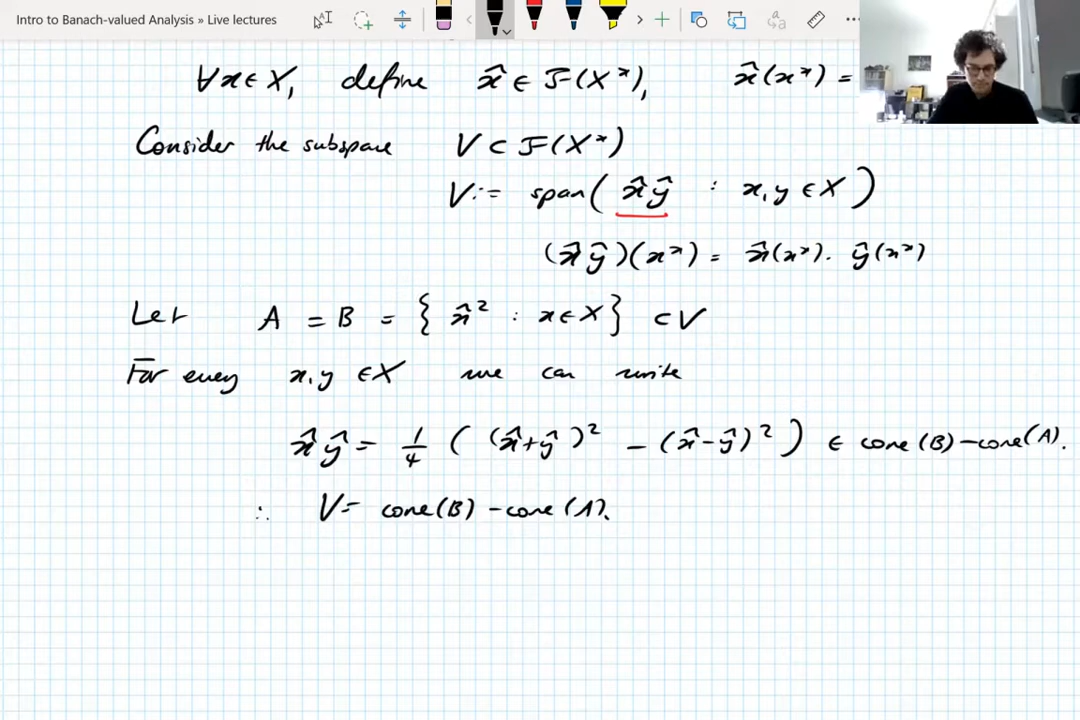 Intro to Banach-valued Analysis » Live lectures
∀x∈X, define x̂ ∈ F(X*), x̂(x*) =
Consider the subspace V ⊂ F(X*)
V := span( x̂ŷ : x,y ∈ X )
(x̂ŷ)(x*) = x̂(x*). ŷ(x*)
Let A = B = { x̂² : x∈X } ⊂ V
For every x,y ∈ X we can write
x̂ŷ = 1/4 ( (x̂+ŷ)² - (x̂-ŷ)² ) ∈ cone(B) - cone(A).
∴ V = cone(B) - cone(A).